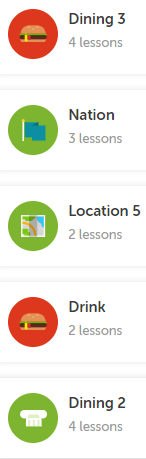 Dining 3
4 lessons
Nation
3 lessons
Location 5
2 lessons
Drink
2 lessons
Dining 2
4 lessons